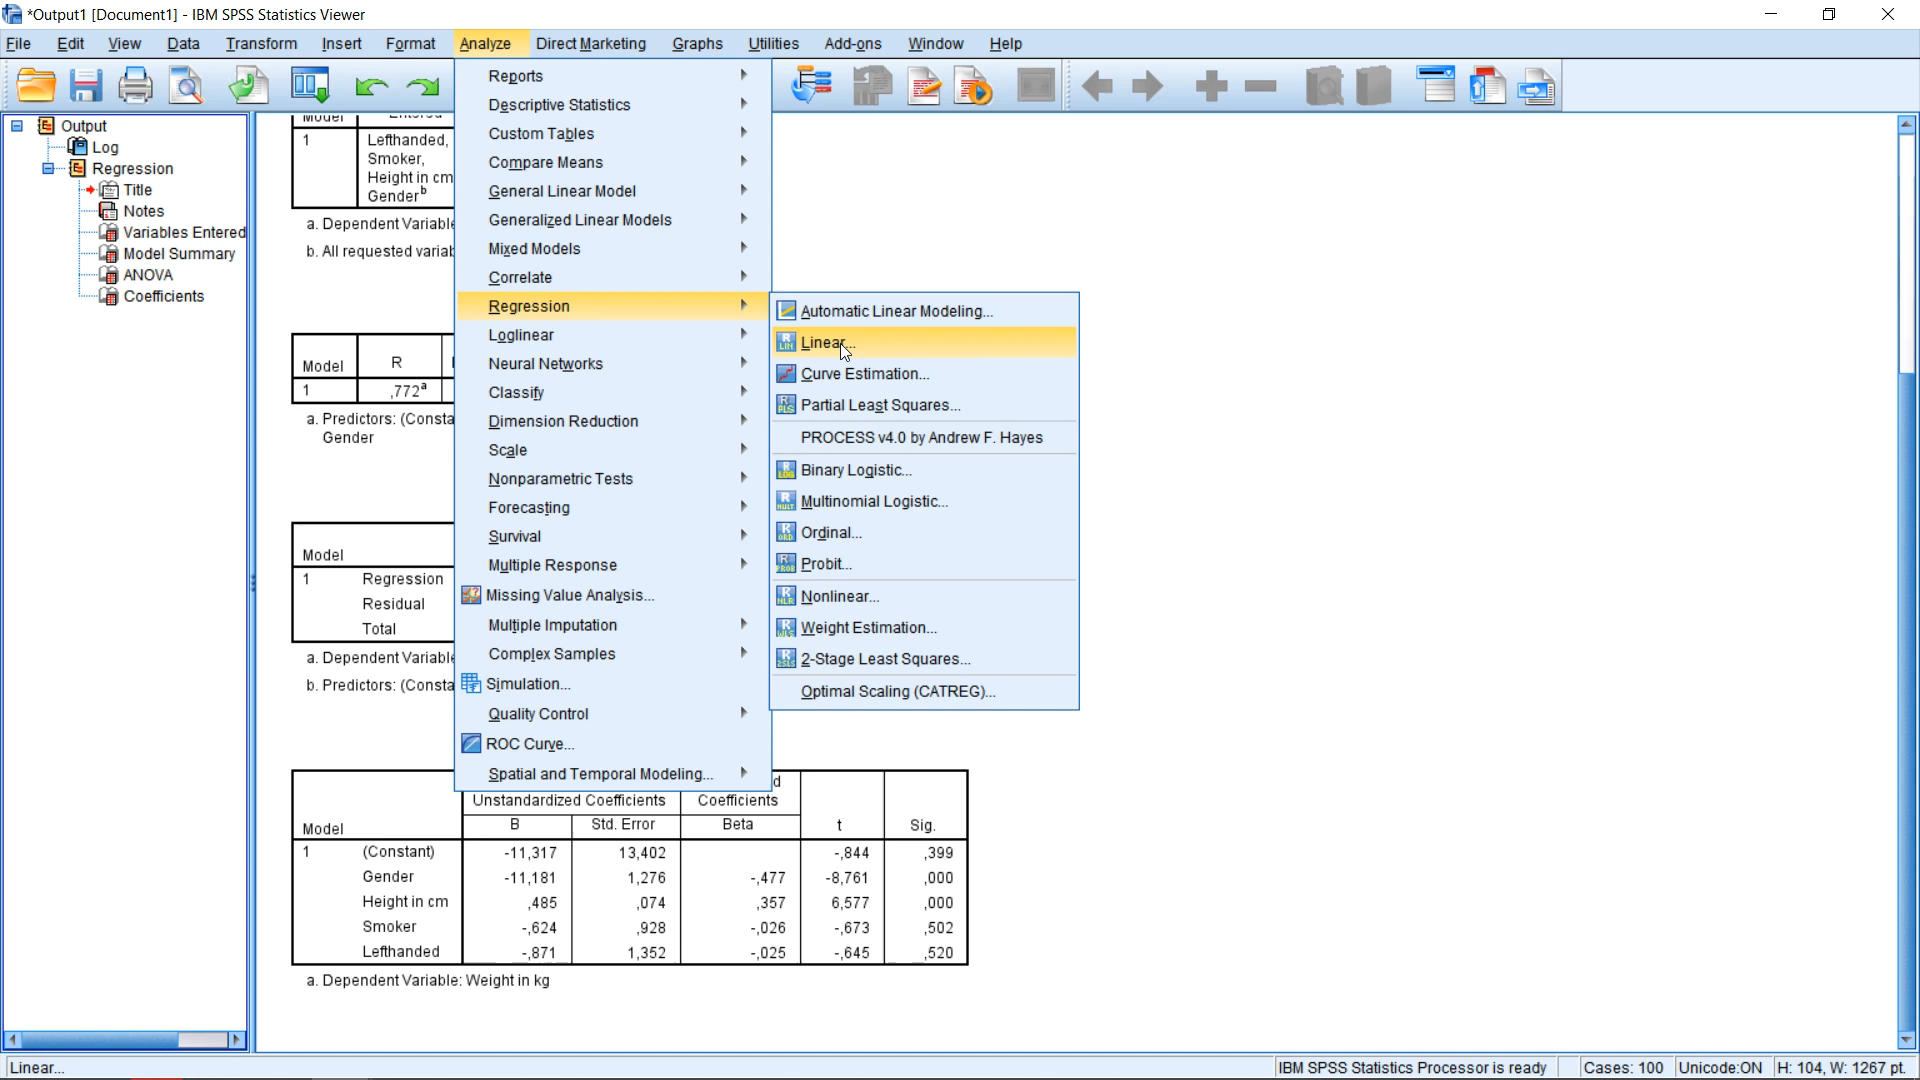 *Output1 [Document1] - IBM SPSS Statistics Viewer
File Edit View Data Transform Insert Format Analyze Direct Marketing Graphs Utilities Add-ons Window Help
Output
Log
Regression
Title
Notes
Variables Entered
Model Summary
ANOVA
Coefficients
1 Lefthanded,
Smoker,
Height in cm
Gender b
a. Dependent Variable
b. All requested variab
Model R
1 ,772a
a. Predictors: (Consta
Gender
Model
1 Regression
Residual
Total
a. Dependent Variable
b. Predictors: (Consta
Reports
Descriptive Statistics
Custom Tables
Compare Means
General Linear Model
Generalized Linear Models
Mixed Models
Correlate
Regression
Loglinear
Neural Networks
Classify
Dimension Reduction
Scale
Nonparametric Tests
Forecasting
Survival
Multiple Response
Missing Value Analysis...
Multiple Imputation
Complex Samples
Simulation...
Quality Control
ROC Curve...
Spatial and Temporal Modeling...
Automatic Linear Modeling...
Linear...
Curve Estimation...
Partial Least Squares...
PROCESS v4.0 by Andrew F. Hayes
Binary Logistic...
Multinomial Logistic...
Ordinal...
Probit...
Nonlinear...
Weight Estimation...
2-Stage Least Squares...
Optimal Scaling (CATREG)...
Unstandardized Coefficients Coefficients
Model B Std. Error Beta t Sig.
1 (Constant) -11,317 13,402 -,844 ,399
Gender -11,181 1,276 -,477 -8,761 ,000
Height in cm ,485 ,074 ,357 6,577 ,000
Smoker -,624 ,928 -,026 -,673 ,502
Lefthanded -,871 1,352 -,025 -,645 ,520
a. Dependent Variable: Weight in kg
Linear... IBM SPSS Statistics Processor is ready Cases: 100 Unicode:ON H: 104, W: 1267 pt.